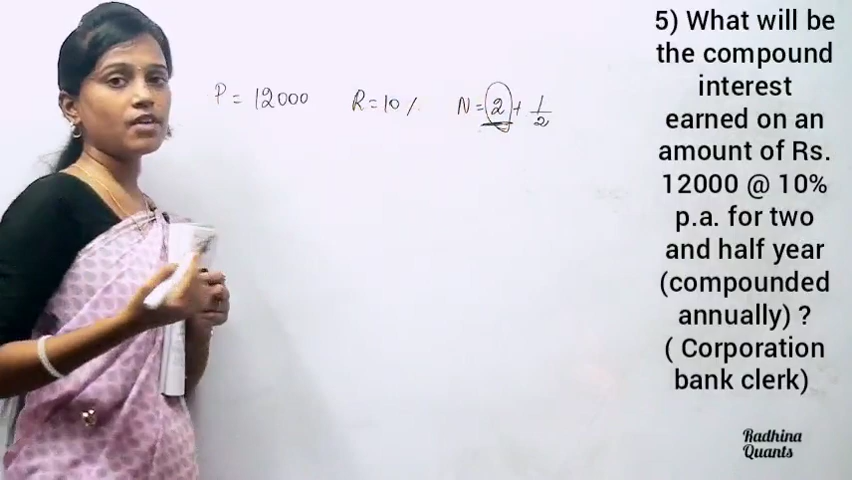 P = 12000 R = 10% N = 2 + 1/2
5) What will be
the compound
interest
earned on an
amount of Rs.
12000 @ 10%
p.a. for two
and half year
(compounded
annually) ?
( Corporation
bank clerk)
Radhina
Quants